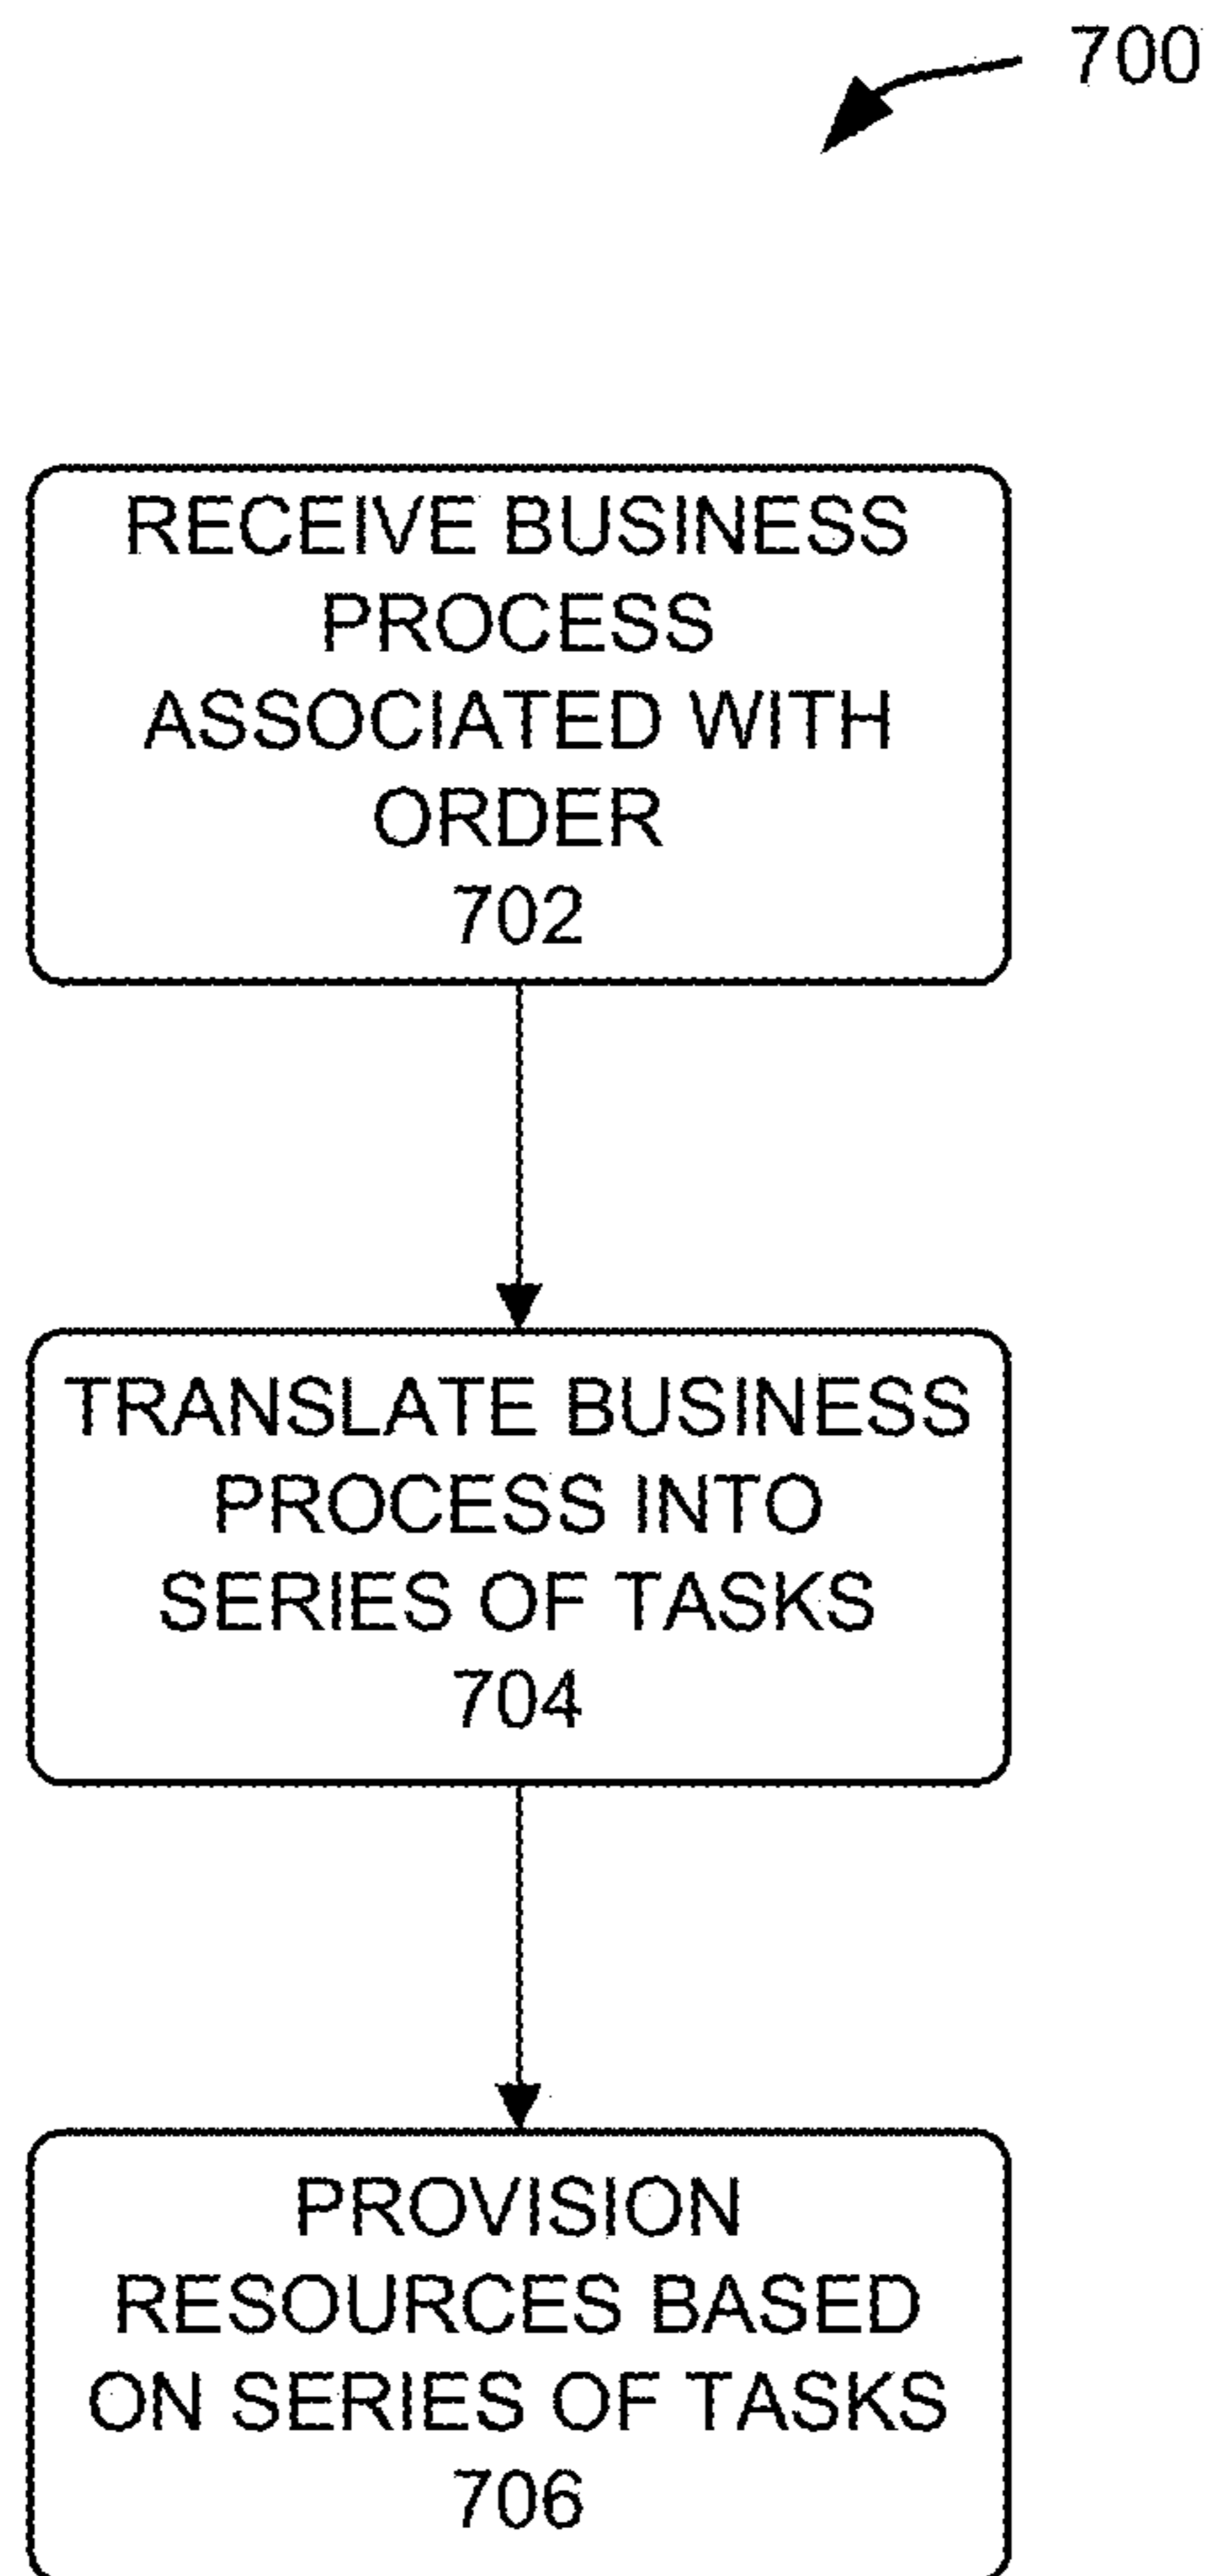 700
RECEIVE BUSINESS
PROCESS
ASSOCIATED WITH
ORDER
702
TRANSLATE BUSINESS
PROCESS INTO
SERIES OF TASKS
704
PROVISION
RESOURCES BASED
ON SERIES OF TASKS
706